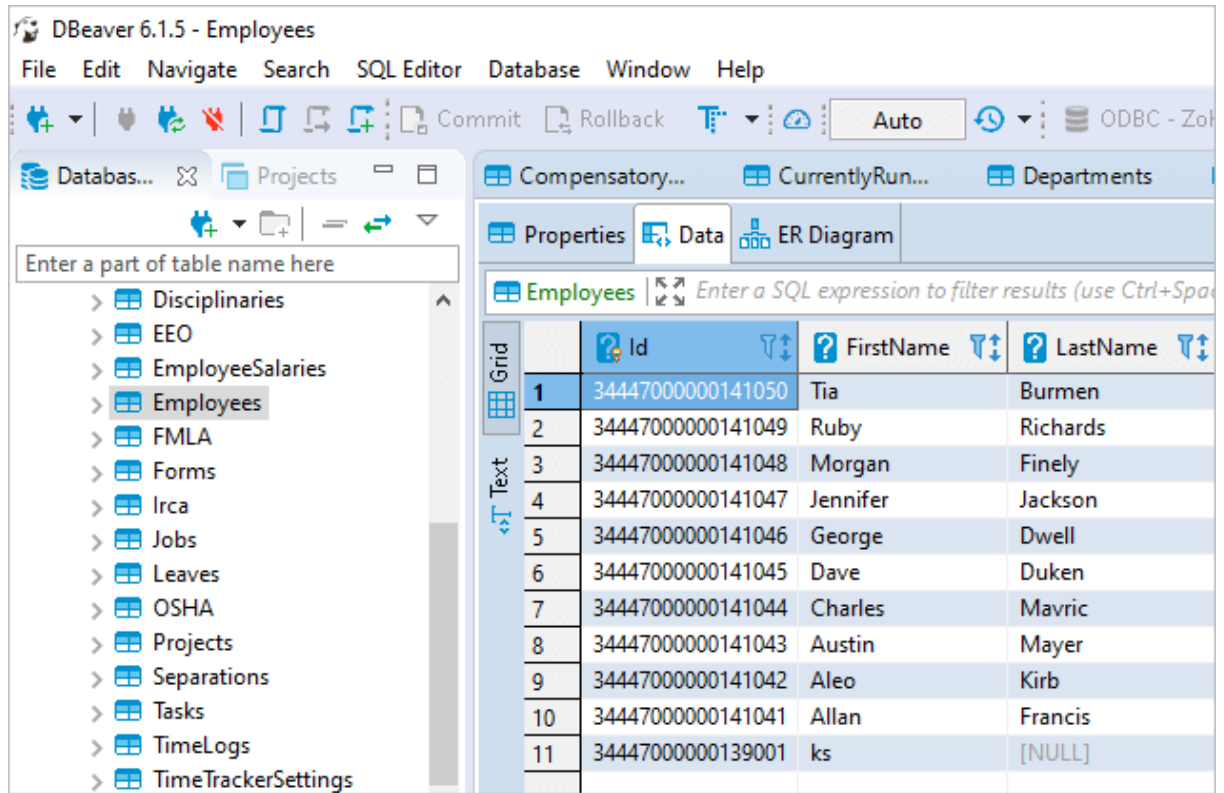 DBeaver 6.1.5 - Employees
File Edit Navigate Search SQL Editor Database Window Help
Commit Rollback Auto ODBC - Zoh
Databas... Projects
Enter a part of table name here
Disciplinaries
EEO
EmployeeSalaries
Employees
FMLA
Forms
Irca
Jobs
Leaves
OSHA
Projects
Separations
Tasks
TimeLogs
TimeTrackerSettings
Compensatory... CurrentlyRun... Departments
Properties Data ER Diagram
Employees Enter a SQL expression to filter results (use Ctrl+Spac
Grid
Text
Id FirstName LastName
1 34447000000141050 Tia Burmen
2 34447000000141049 Ruby Richards
3 34447000000141048 Morgan Finely
4 34447000000141047 Jennifer Jackson
5 34447000000141046 George Dwell
6 34447000000141045 Dave Duken
7 34447000000141044 Charles Mavric
8 34447000000141043 Austin Mayer
9 34447000000141042 Aleo Kirb
10 34447000000141041 Allan Francis
11 34447000000139001 ks [NULL]